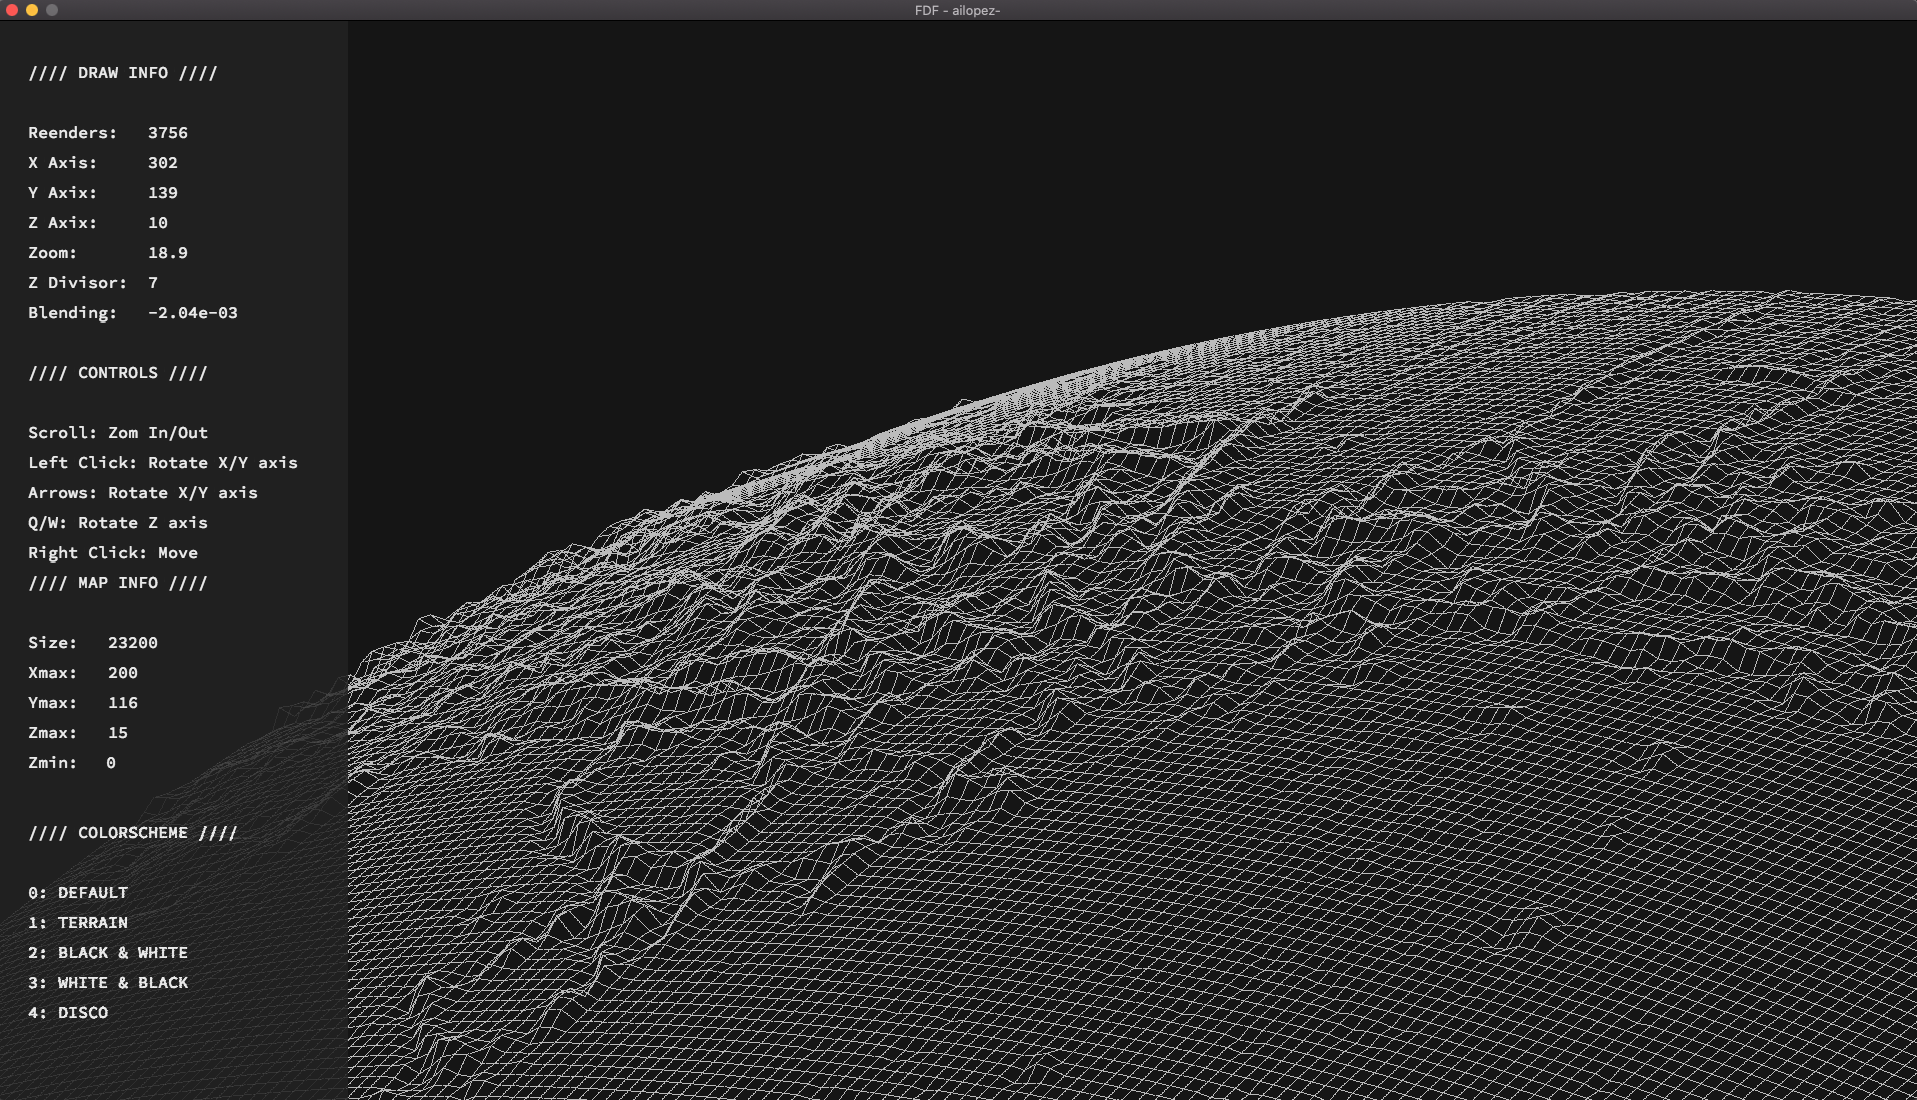 FDF - ailopez-
//// DRAW INFO ////
Reenders: 3756
X Axis: 302
Y Axix: 139
Z Axix: 10
Zoom: 18.9
Z Divisor: 7
Blending: -2.04e-03
//// CONTROLS ////
Scroll: Zom In/Out
Left Click: Rotate X/Y axis
Arrows: Rotate X/Y axis
Q/W: Rotate Z axis
Right Click: Move
//// MAP INFO ////
Size: 23200
Xmax: 200
Ymax: 116
Zmax: 15
Zmin: 0
//// COLORSCHEME ////
0: DEFAULT
1: TERRAIN
2: BLACK & WHITE
3: WHITE & BLACK
4: DISCO